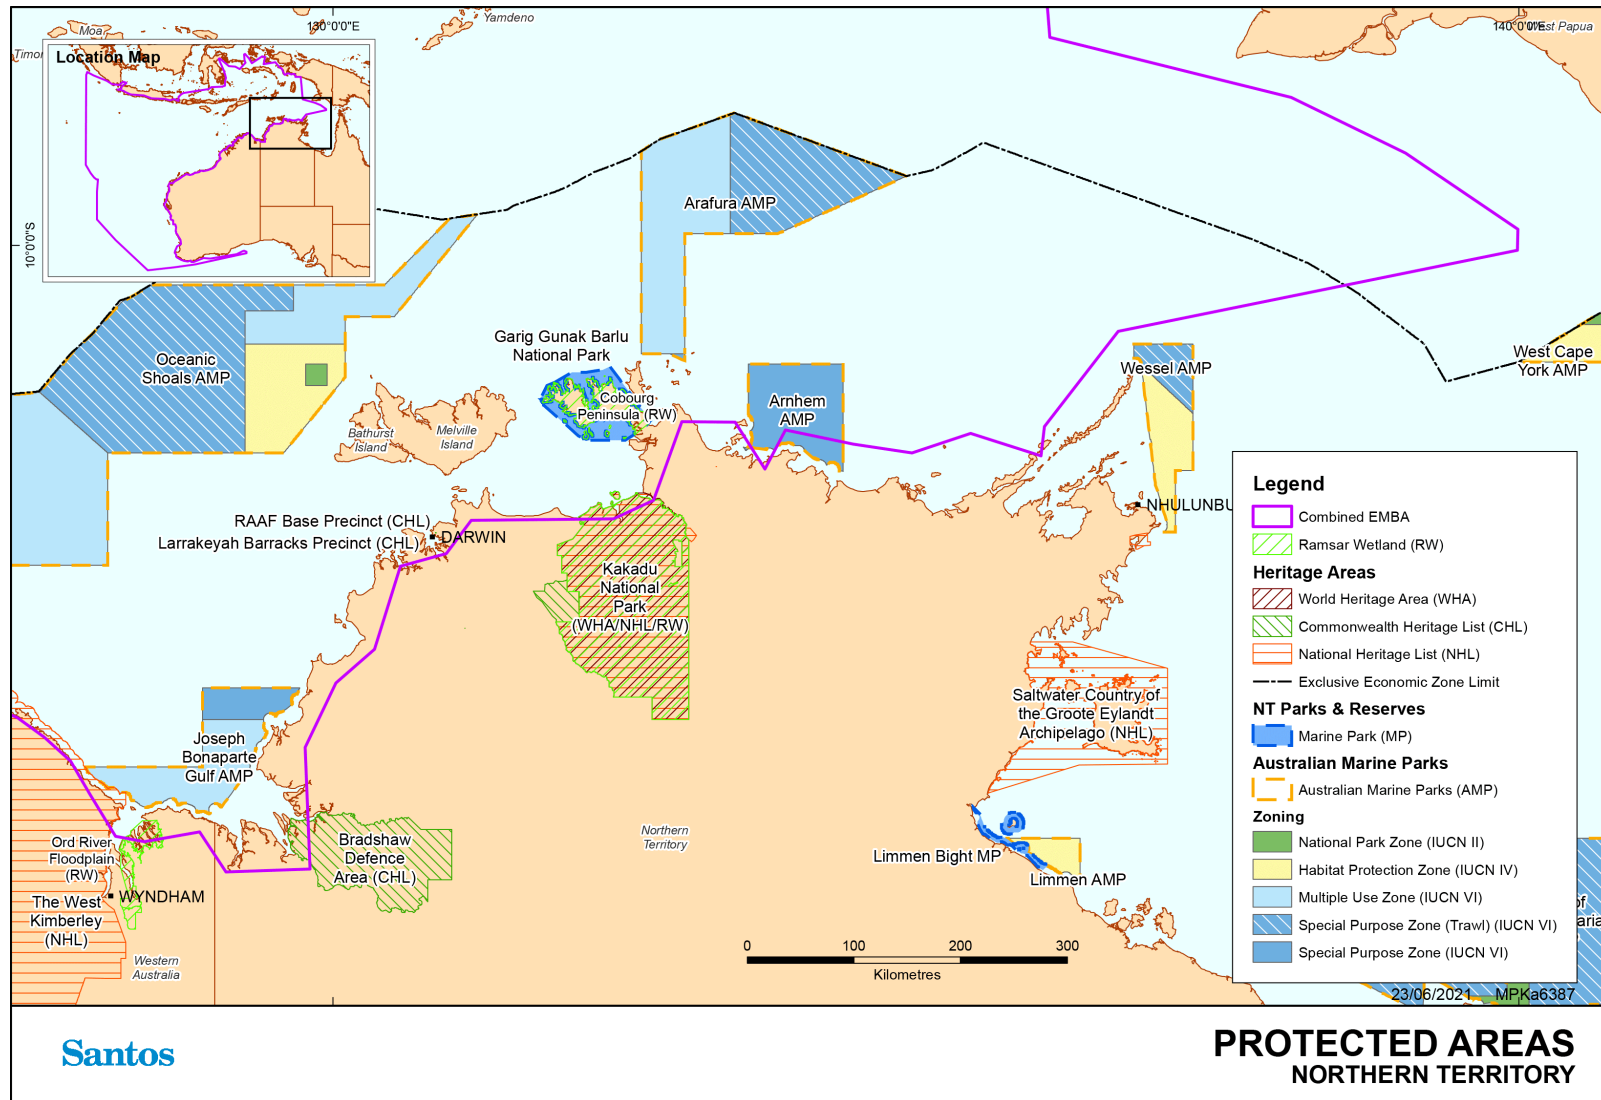 Moa
130°0'0"E
Yamdeno
140°0'0"E
West Papua
Timor
Location Map
10°0'0"S
Arafura AMP
Oceanic
Shoals AMP
Garig Gunak Barlu
National Park
Cobourg
Peninsula (RW)
Bathurst
Island
Melville
Island
Arnhem
AMP
Wessel AMP
West Cape
York AMP
NHULUNBU
RAAF Base Precinct (CHL)
Larrakeyah Barracks Precinct (CHL)
DARWIN
Kakadu
National
Park
(WHA/NHL/RW)
Saltwater Country of
the Groote Eylandt
Archipelago (NHL)
Joseph
Bonaparte
Gulf AMP
Ord River
Floodplain
(RW)
WYNDHAM
The West
Kimberley
(NHL)
Western
Australia
Bradshaw
Defence
Area (CHL)
Northern
Territory
Limmen Bight MP
Limmen AMP
0 100 200 300
Kilometres
Legend
Combined EMBA
Ramsar Wetland (RW)
Heritage Areas
World Heritage Area (WHA)
Commonwealth Heritage List (CHL)
National Heritage List (NHL)
Exclusive Economic Zone Limit
NT Parks & Reserves
Marine Park (MP)
Australian Marine Parks
Australian Marine Parks (AMP)
Zoning
National Park Zone (IUCN II)
Habitat Protection Zone (IUCN IV)
Multiple Use Zone (IUCN VI)
Special Purpose Zone (Trawl) (IUCN VI)
Special Purpose Zone (IUCN VI)
of
aria
23/06/2021 MPKa6387
Santos
PROTECTED AREAS
NORTHERN TERRITORY